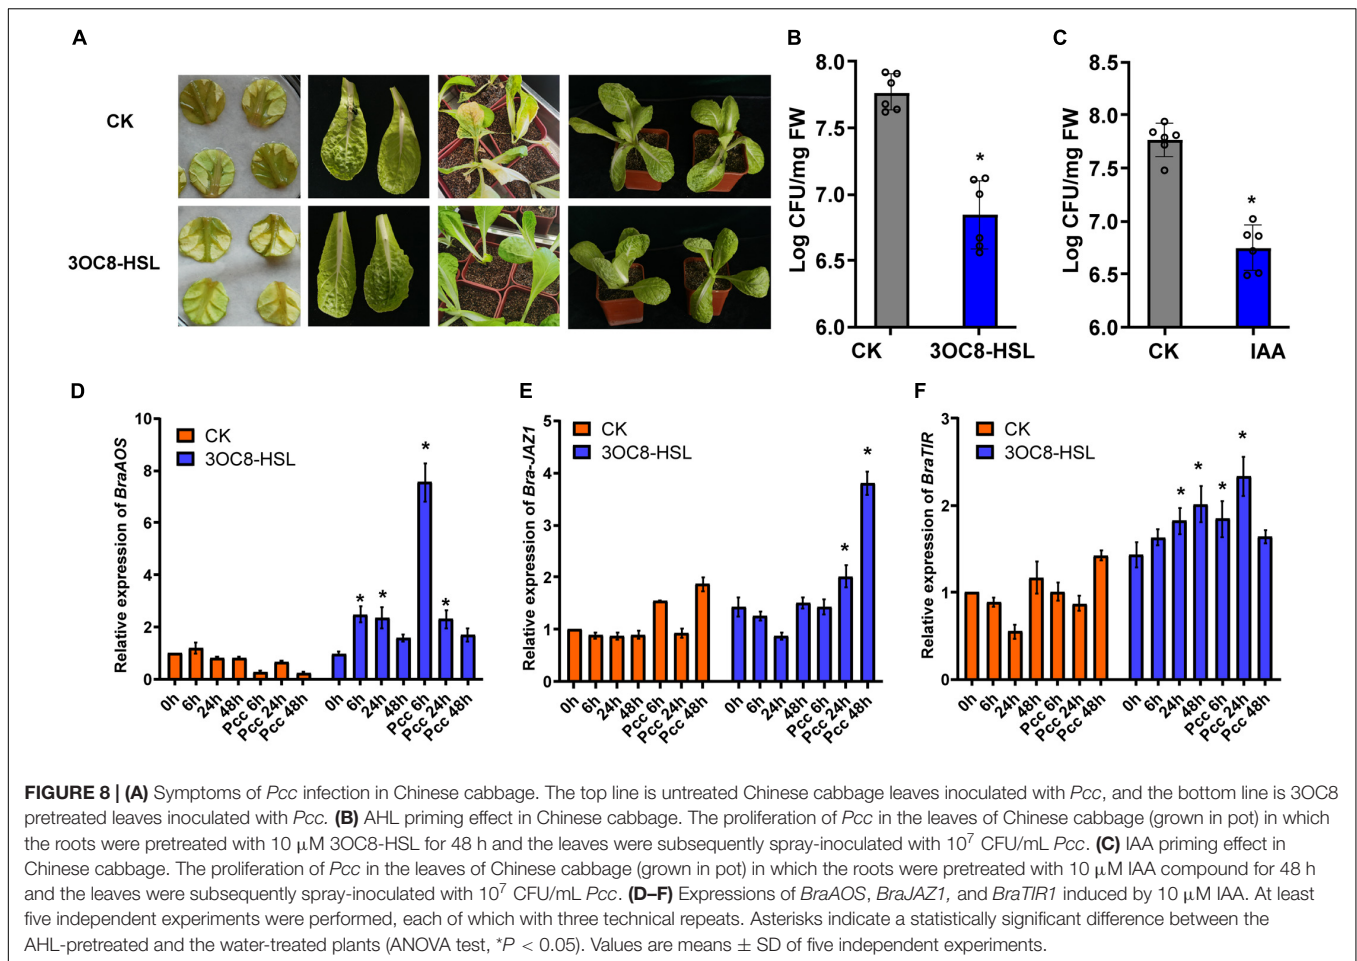 A
CK
3OC8-HSL
B
Log CFU/mg FW
8.0
7.5
7.0
6.5
6.0
*
CK 3OC8-HSL
C
Log CFU/mg FW
8.5
8.0
7.5
7.0
6.5
6.0
*
CK IAA
D
Relative expression of BraAOS
10
8
6
4
2
0
CK
3OC8-HSL
* * * *
0h 6h 24h 48h Pcc 6h Pcc 24h Pcc 48h 0h 6h 24h 48h Pcc 6h Pcc 24h Pcc 48h
E
Relative expression of Bra-JAZ1
5
4
3
2
1
0
CK
3OC8-HSL
* *
0h 6h 24h 48h Pcc 6h Pcc 24h Pcc 48h 0h 6h 24h 48h Pcc 6h Pcc 24h Pcc 48h
F
Relative expression of BraTIR
3
2
1
0
CK
3OC8-HSL
* * * *
0h 6h 24h 48h Pcc 6h Pcc 24h Pcc 48h 0h 6h 24h 48h Pcc 6h Pcc 24h Pcc 48h
FIGURE 8 | (A) Symptoms of Pcc infection in Chinese cabbage. The top line is untreated Chinese cabbage leaves inoculated with Pcc, and the bottom line is 3OC8
pretreated leaves inoculated with Pcc. (B) AHL priming effect in Chinese cabbage. The proliferation of Pcc in the leaves of Chinese cabbage (grown in pot) in which
the roots were pretreated with 10 μM 3OC8-HSL for 48 h and the leaves were subsequently spray-inoculated with 10⁷ CFU/mL Pcc. (C) IAA priming effect in
Chinese cabbage. The proliferation of Pcc in the leaves of Chinese cabbage (grown in pot) in which the roots were pretreated with 10 μM IAA compound for 48 h
and the leaves were subsequently spray-inoculated with 10⁷ CFU/mL Pcc. (D–F) Expressions of BraAOS, BraJAZ1, and BraTIR1 induced by 10 μM IAA. At least
five independent experiments were performed, each of which with three technical repeats. Asterisks indicate a statistically significant difference between the
AHL-pretreated and the water-treated plants (ANOVA test, *P < 0.05). Values are means ± SD of five independent experiments.